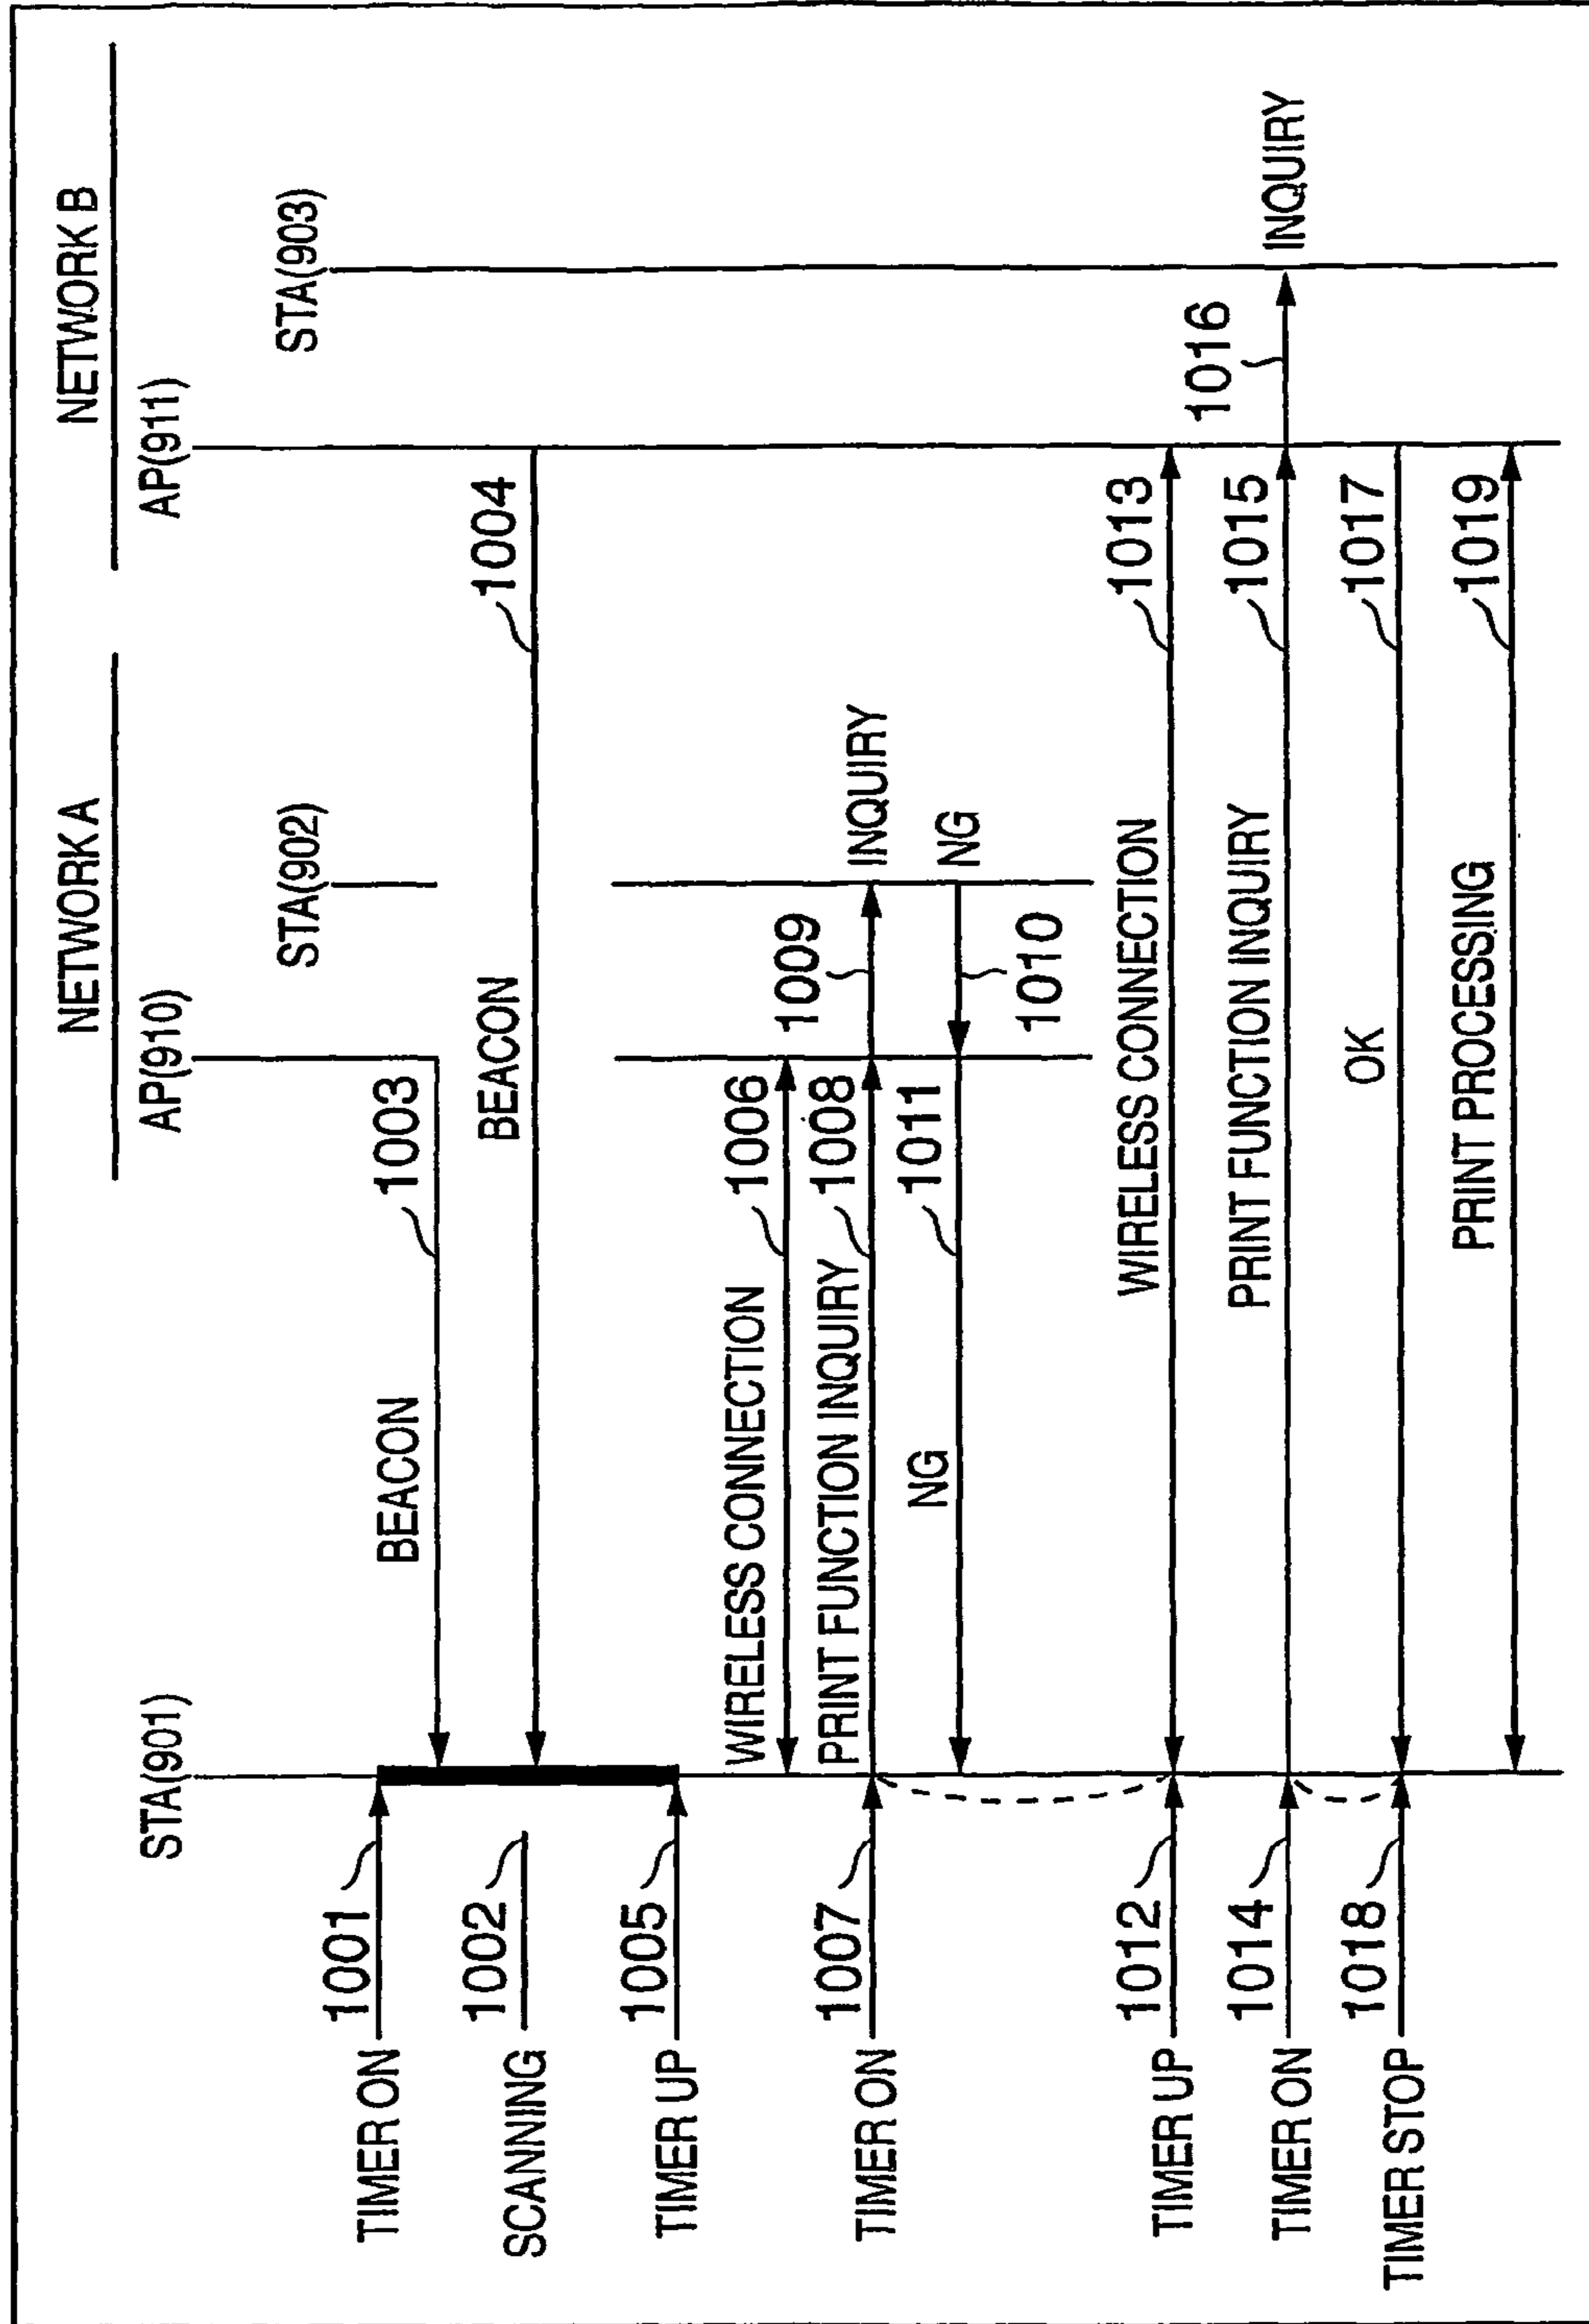 NETWORK A
NETWORK B
STA(901)
AP(910)
STA(902)
AP(911)
STA(903)
TIMER ON
1001
BEACON
1003
SCANNING
1002
BEACON
1004
TIMER UP
1005
WIRELESS CONNECTION
1006
TIMER ON
1007
PRINT FUNCTION INQUIRY
1008
1009
INQUIRY
NG
1011
1010
NG
TIMER UP
1012
WIRELESS CONNECTION
1013
TIMER ON
1014
PRINT FUNCTION INQUIRY
1015
1016
INQUIRY
TIMER STOP
1018
OK
1017
PRINT PROCESSING
1019